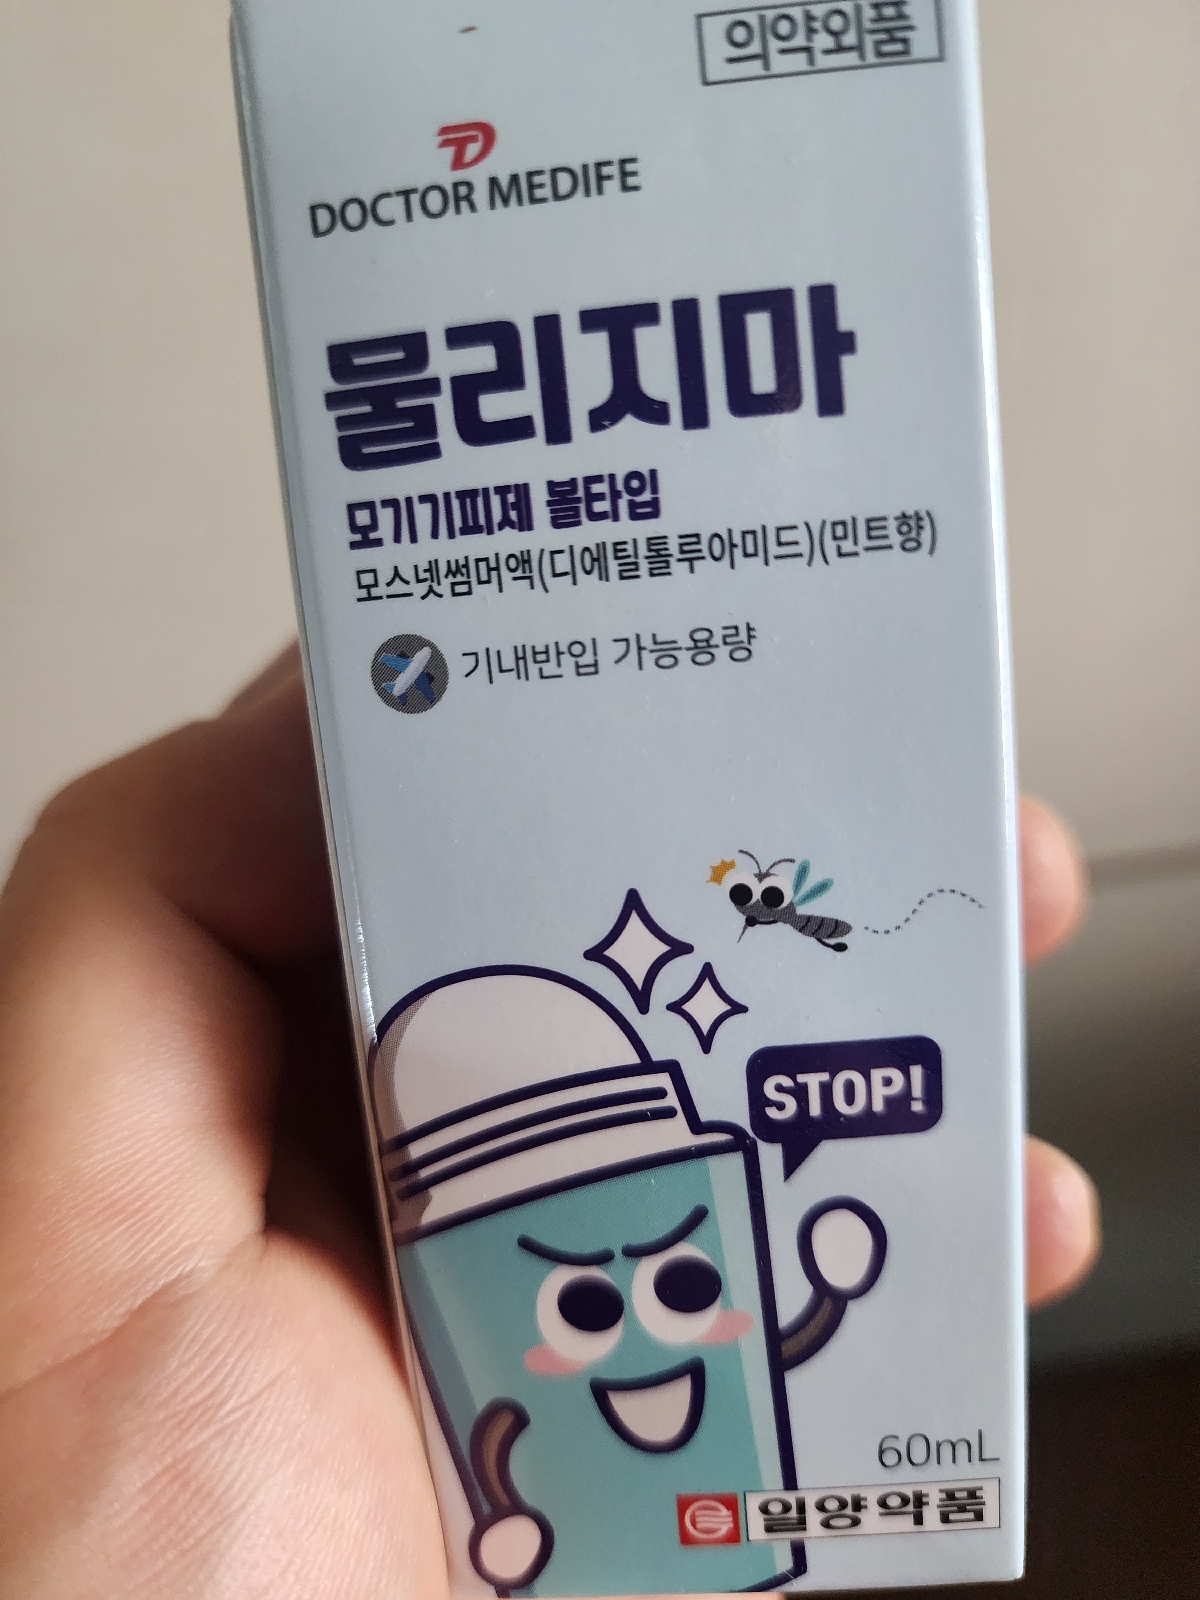 의약외품
DOCTOR MEDIFE
물리지마
모기기피제 볼타입
모스넷썸머액(디에틸톨루아미드)(민트향)
기내반입 가능용량
STOP!
60mL
일양약품